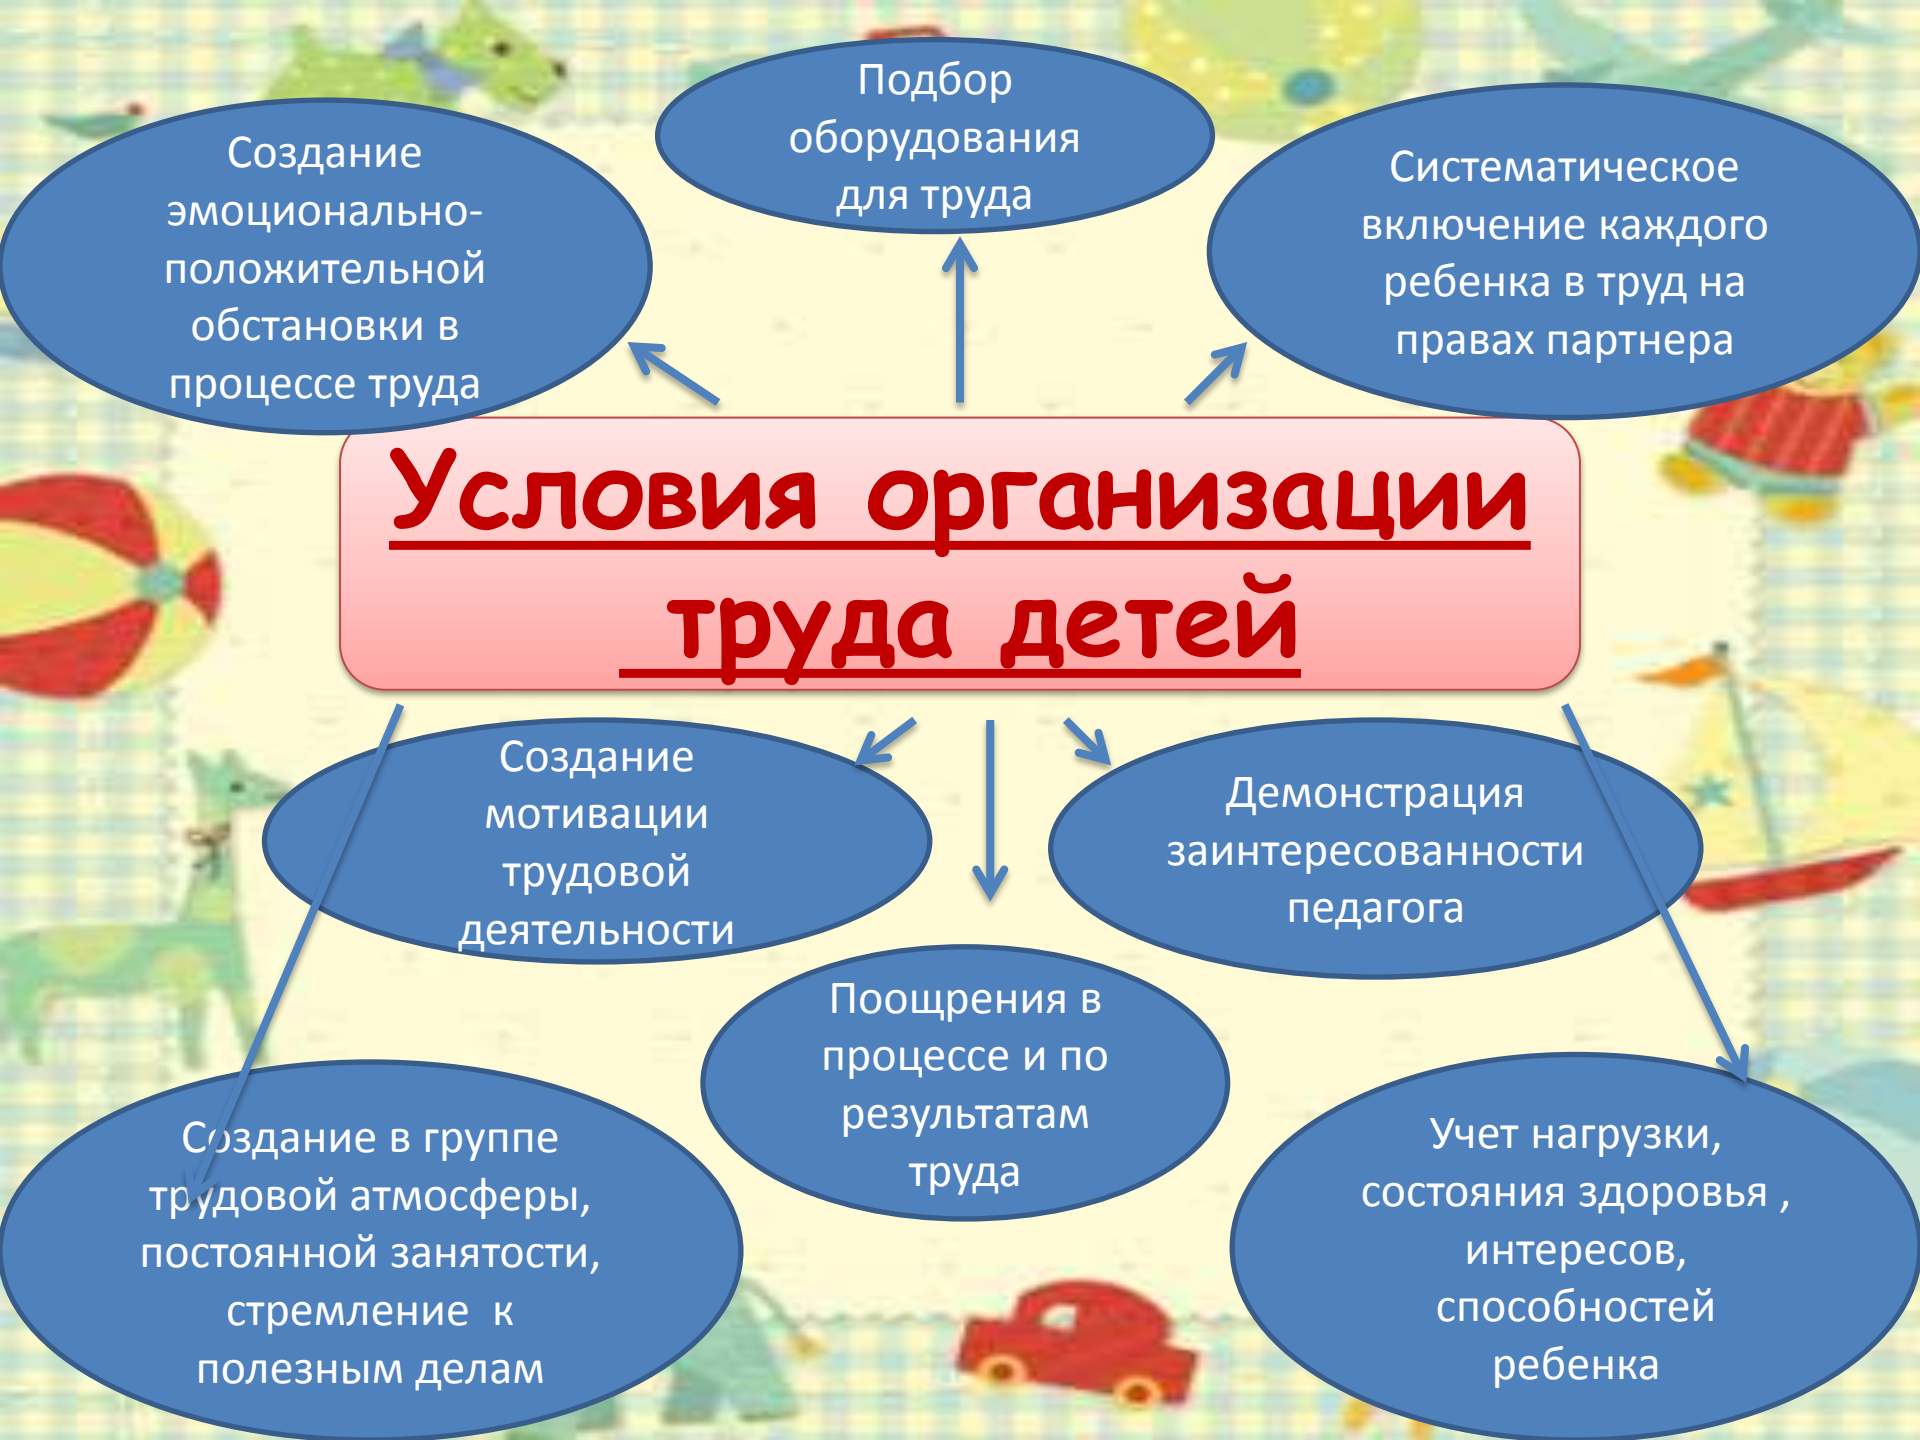 Создание
эмоционально-
положительной
обстановки в
процессе труда
Подбор
оборудования
для труда
Систематическое
включение каждого
ребенка в труд на
правах партнера
Условия организации
труда детей
Создание
мотивации
трудовой
деятельности
Демонстрация
заинтересованности
педагога
Поощрения в
процессе и по
результатам
труда
Создание в группе
трудовой атмосферы,
постоянной занятости,
стремление к
полезным делам
Учет нагрузки,
состояния здоровья ,
интересов,
способностей
ребенка